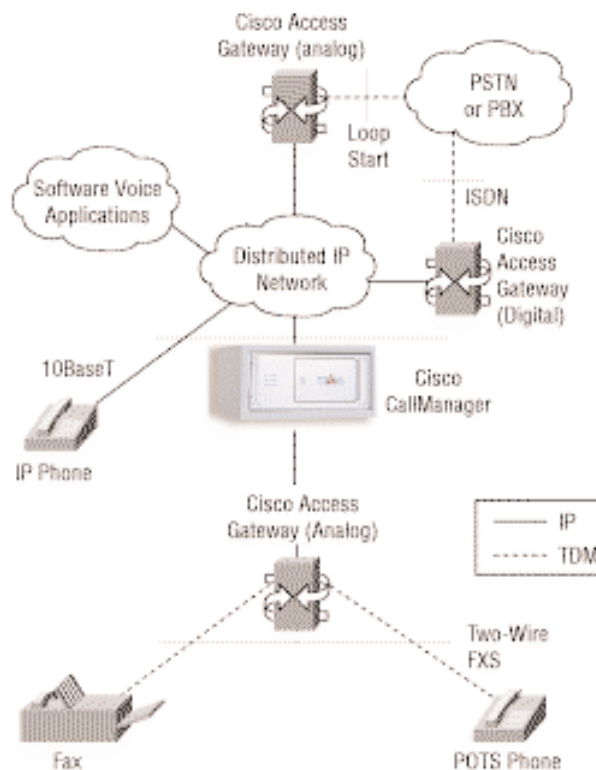 Cisco Access
Gateway (analog)
PSTN
or PBX
Loop
Start
Software Voice
Applications
ISDN
Distributed IP
Network
Cisco
Access
Gateway
(Digital)
10BaseT
Cisco
CallManager
IP Phone
Cisco Access
Gateway (Analog)
IP
TDM
Two-Wire
FXS
Fax
POTS Phone